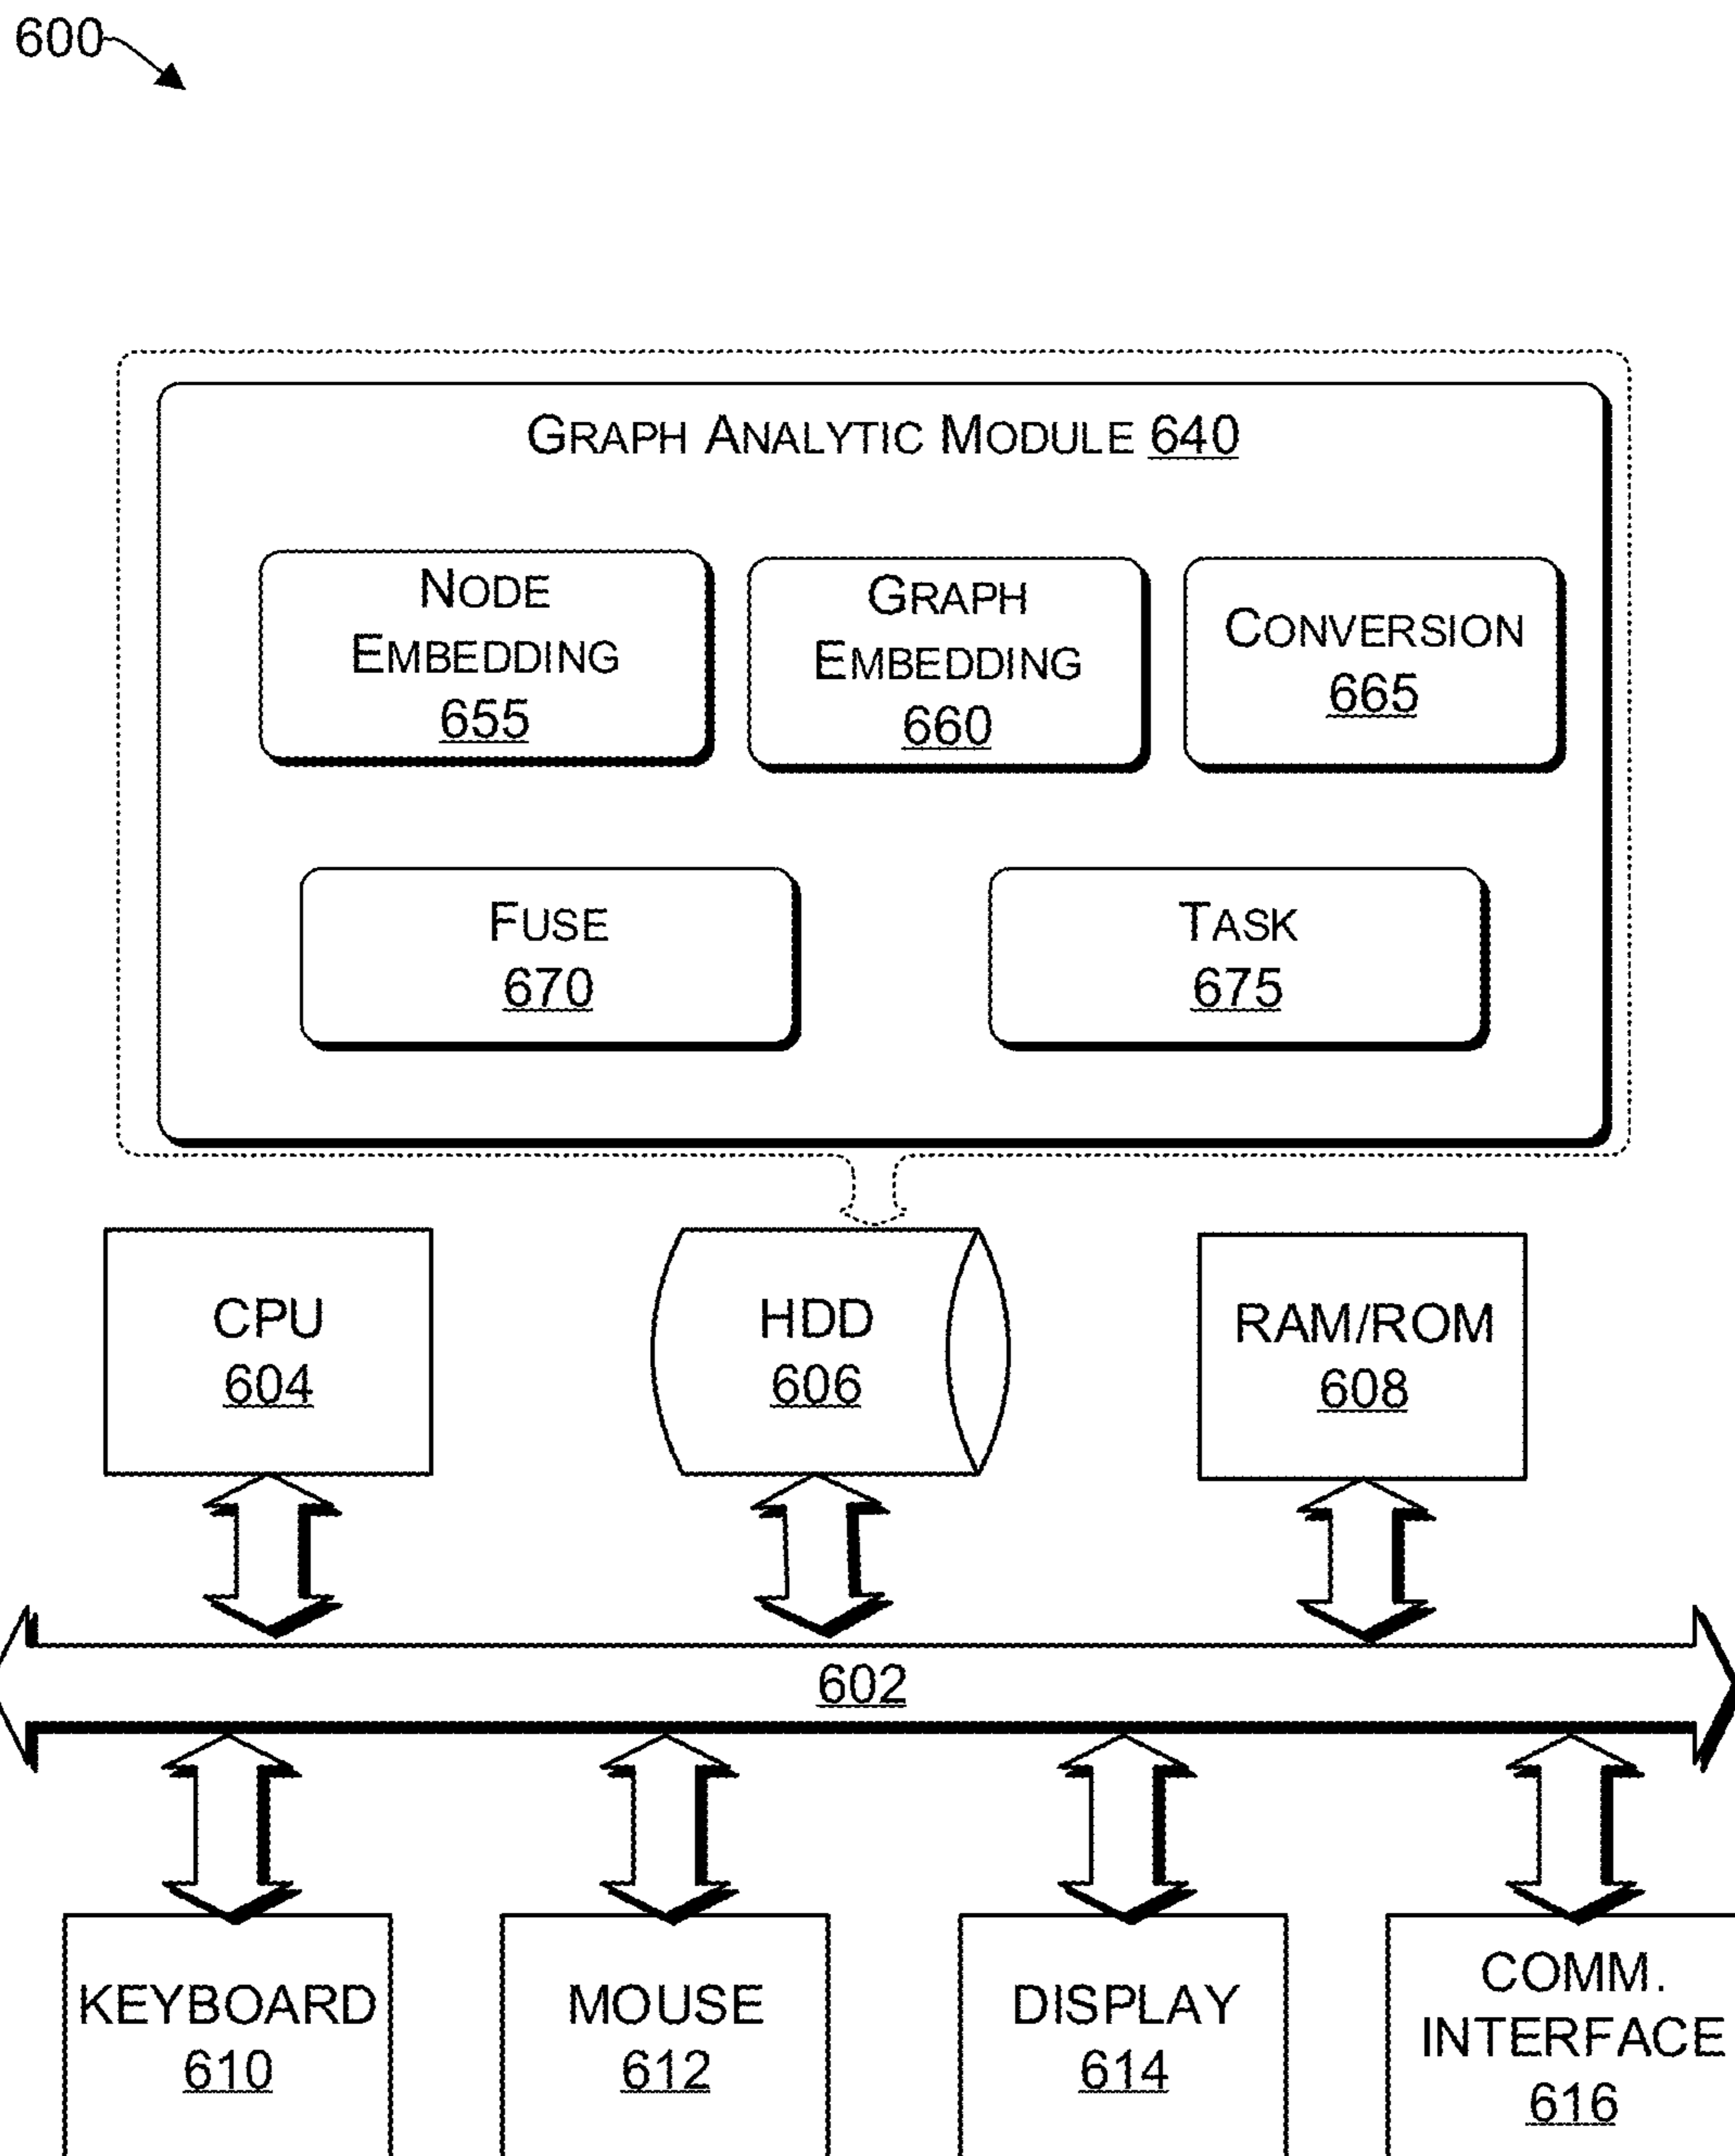 600
GRAPH ANALYTIC MODULE 640
NODE
EMBEDDING
655
GRAPH
EMBEDDING
660
CONVERSION
665
FUSE
670
TASK
675
CPU
604
HDD
606
RAM/ROM
608
602
KEYBOARD
610
MOUSE
612
DISPLAY
614
COMM.
INTERFACE
616